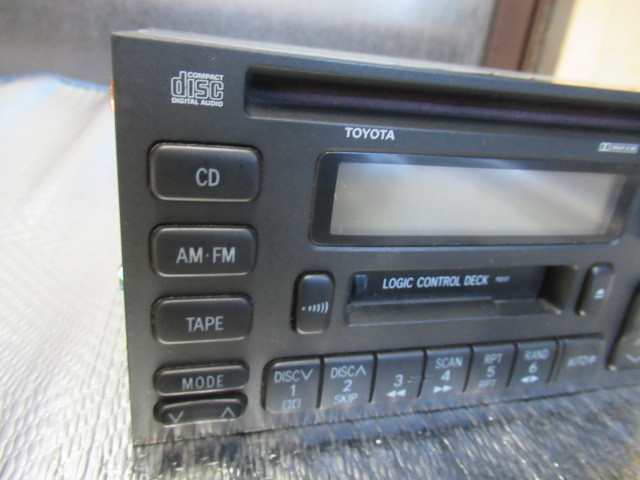 COMPACT
disc
DIGITAL AUDIO
TOYOTA
CD
AM·FM
LOGIC CONTROL DECK
TAPE
MODE
DISC∨ DISC∧ SCAN RPT RAND
1 2 3 4 5 6 AUTO·P
SKIP ◀◀ ▶▶ RPT